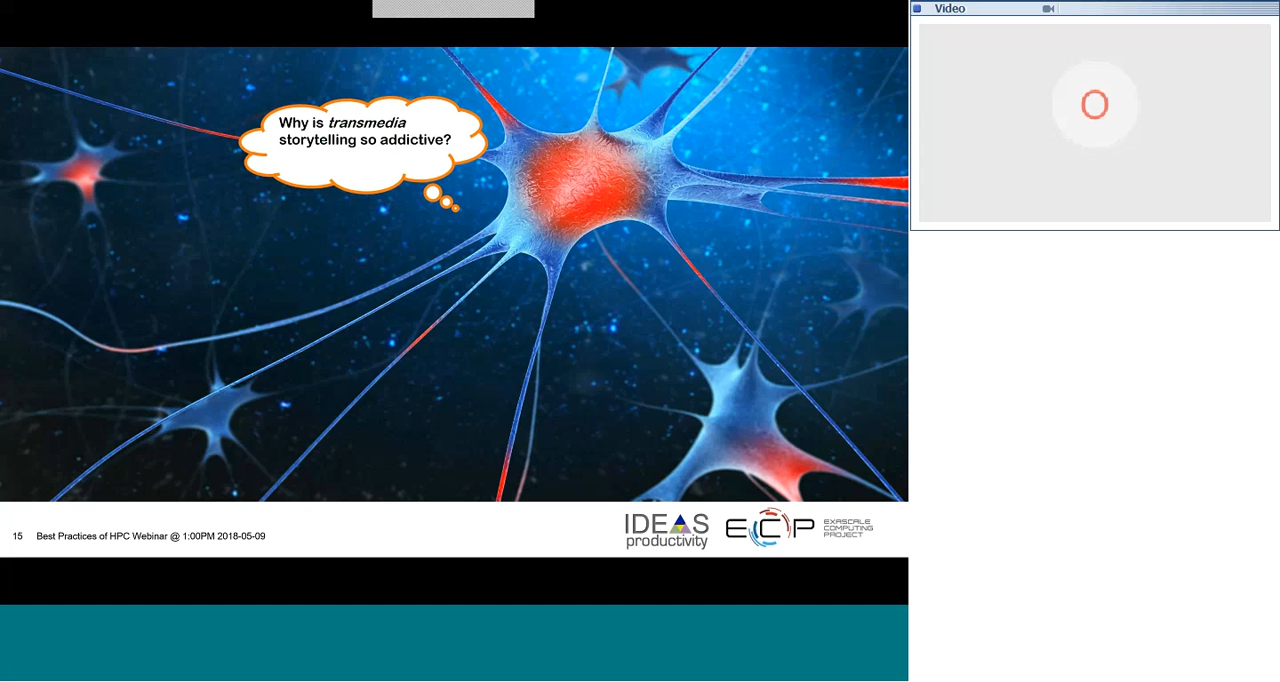 Video
O
Why is transmedia
storytelling so addictive?
15 Best Practices of HPC Webinar @ 1:00PM 2018-05-09
IDEAS
productivity
ECP
EXASCALE
COMPUTING
PROJECT